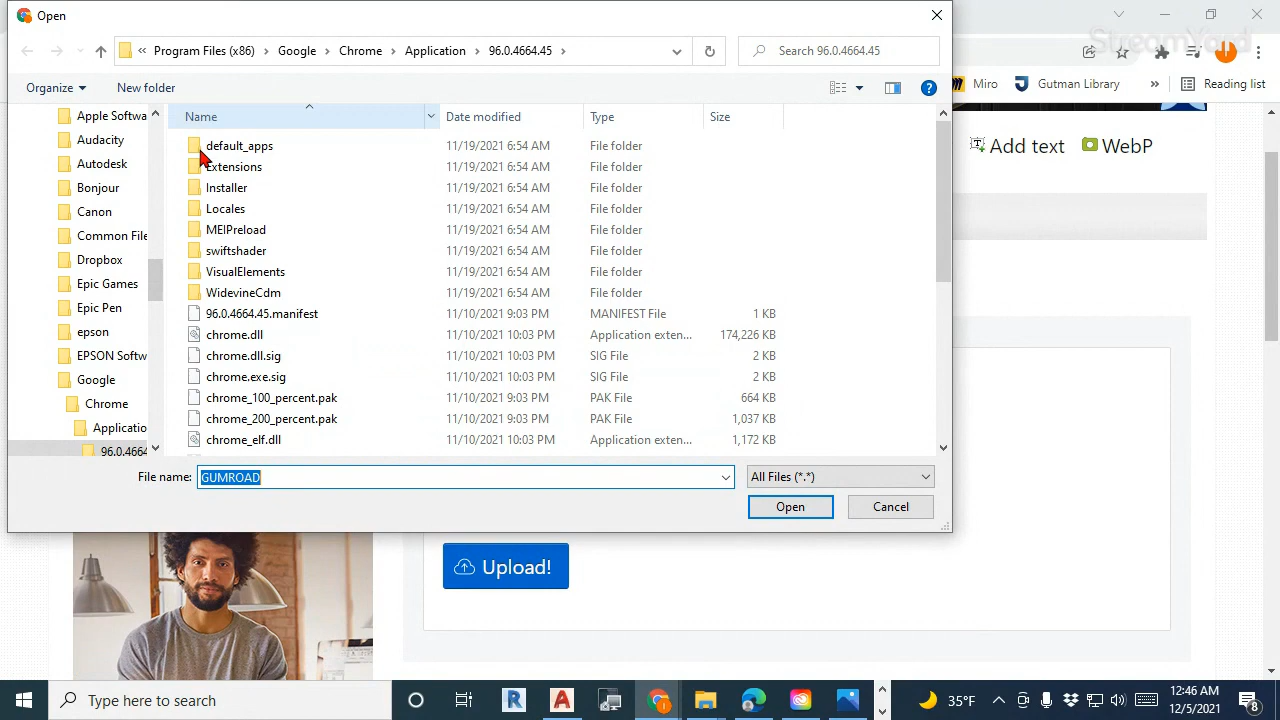 Open
« Program Files (x86) › Google › Chrome › Application › 96.0.4664.45 ›
Search 96.0.4664.45
StreamYard
Organize
New folder
Miro
Gutman Library
»
Reading list
Name
Date modified
Type
Size
Apple Softwa
Audacity
Autodesk
Bonjour
Canon
Common File
Dropbox
Epic Games
Epic Pen
epson
EPSON Softw
Google
Chrome
Applicatio
96.0.4664
default_apps 11/19/2021 6:54 AM File folder
Extensions 11/19/2021 6:54 AM File folder
Installer 11/19/2021 6:54 AM File folder
Locales 11/19/2021 6:54 AM File folder
MEIPreload 11/19/2021 6:54 AM File folder
swiftshader 11/19/2021 6:54 AM File folder
VisualElements 11/19/2021 6:54 AM File folder
WidevineCdm 11/19/2021 6:54 AM File folder
96.0.4664.45.manifest 11/10/2021 9:03 PM MANIFEST File 1 KB
chrome.dll 11/10/2021 10:03 PM Application exten... 174,226 KB
chrome.dll.sig 11/10/2021 10:03 PM SIG File 2 KB
chrome.exe.sig 11/10/2021 10:03 PM SIG File 2 KB
chrome_100_percent.pak 11/10/2021 9:03 PM PAK File 664 KB
chrome_200_percent.pak 11/10/2021 9:03 PM PAK File 1,037 KB
chrome_elf.dll 11/10/2021 10:03 PM Application exten... 1,172 KB
File name: GUMROAD
All Files (*.*)
Open
Cancel
Add text
WebP
Upload!
Type here to search
35°F
12:46 AM
12/5/2021
8